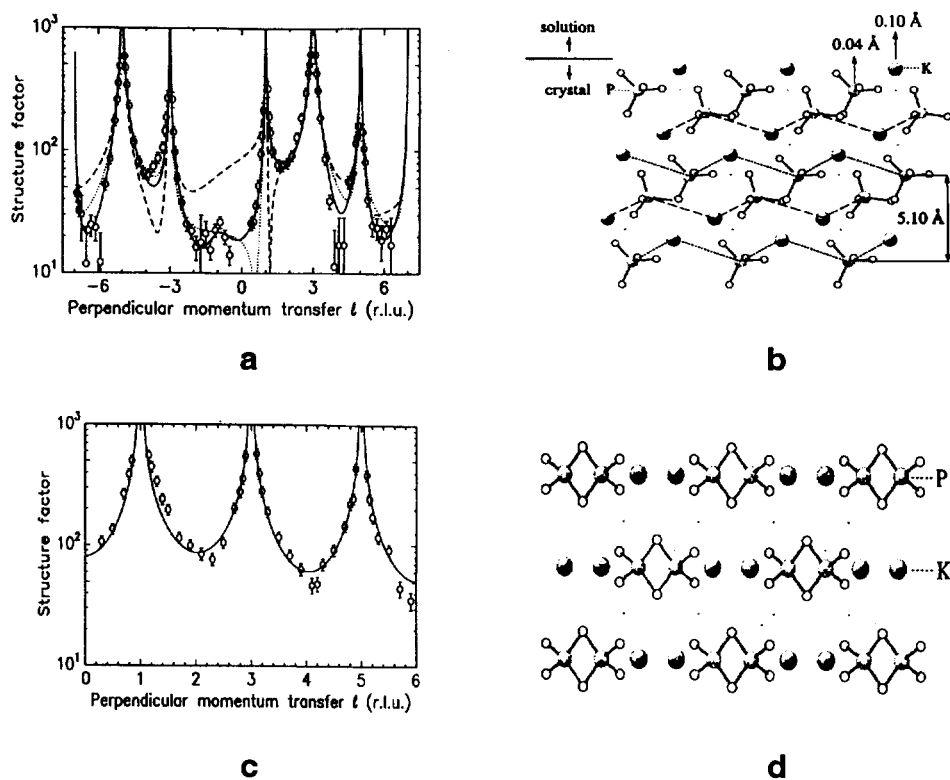 10³
10²
10¹
Structure factor
-6 -3 0 3 6
Perpendicular momentum transfer ℓ (r.l.u.)
a
solution
crystal
P
0.04 Å
0.10 Å
K
5.10 Å
b
10³
10²
10¹
Structure factor
0 1 2 3 4 5 6
Perpendicular momentum transfer ℓ (r.l.u.)
c
P
K
d